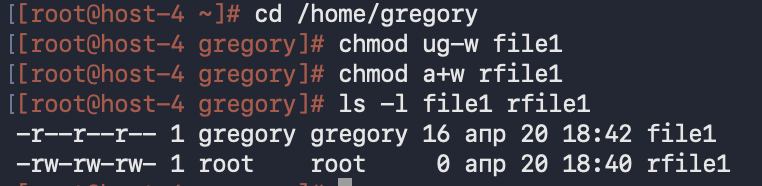 [[root@host-4 ~]# cd /home/gregory
[[root@host-4 gregory]# chmod ug-w file1
[[root@host-4 gregory]# chmod a+w rfile1
[[root@host-4 gregory]# ls -l file1 rfile1
-r--r--r-- 1 gregory gregory 16 апр 20 18:42 file1
-rw-rw-rw- 1 root    root     0 апр 20 18:40 rfile1